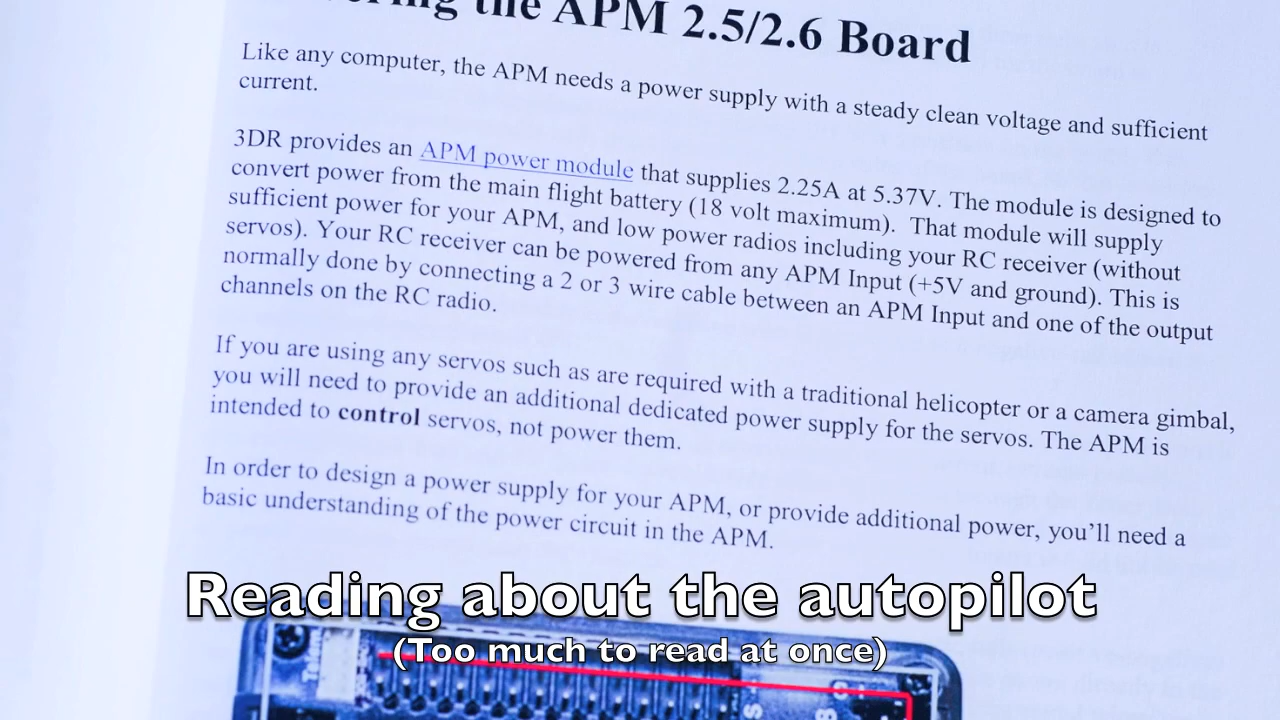 the APM 2.5/2.6 Board
Like any computer, the APM needs a power supply with a steady clean voltage and sufficient
current.
3DR provides an APM power module that supplies 2.25A at 5.37V. The module is designed to
convert power from the main flight battery (18 volt maximum). That module will supply
sufficient power for your APM, and low power radios including your RC receiver (without
servos). Your RC receiver can be powered from any APM Input (+5V and ground). This is
normally done by connecting a 2 or 3 wire cable between an APM Input and one of the output
channels on the RC radio.
If you are using any servos such as are required with a traditional helicopter or a camera gimbal,
you will need to provide an additional dedicated power supply for the servos. The APM is
intended to control servos, not power them.
In order to design a power supply for your APM, or provide additional power, you’ll need a
basic understanding of the power circuit in the APM.
Reading about the autopilot
(Too much to read at once)